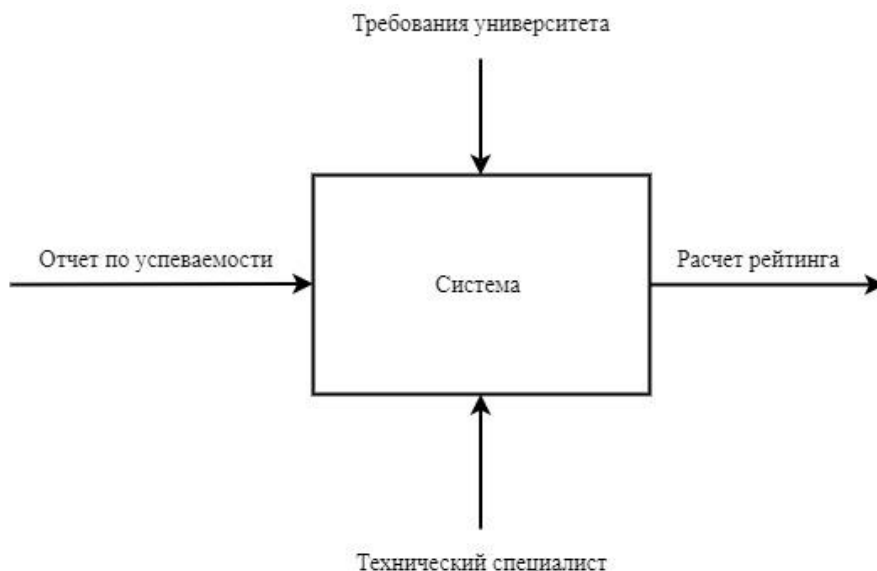 Требования университета
Отчет по успеваемости
Система
Расчет рейтинга
Технический специалист